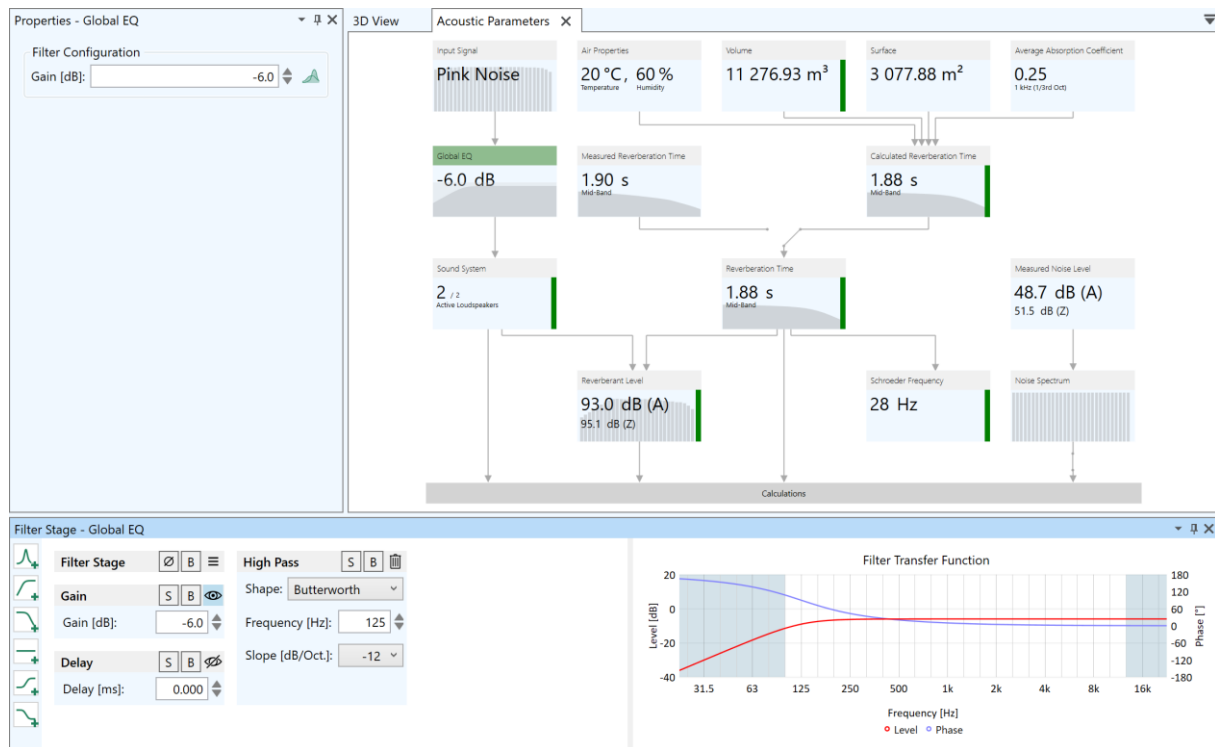 Properties - Global EQ
Filter Configuration
Gain [dB]: -6.0
3D View
Acoustic Parameters
Input Signal
Pink Noise
Air Properties
20 °C, 60 %
Temperature Humidity
Volume
11 276.93 m³
Surface
3 077.88 m²
Average Absorption Coefficient
0.25
1 kHz (1/3rd Oct)
Global EQ
-6.0 dB
Measured Reverberation Time
1.90 s
Mid-Band
Calculated Reverberation Time
1.88 s
Mid-Band
Sound System
2 / 2
Active Loudspeakers
Reverberation Time
1.88 s
Mid-Band
Measured Noise Level
48.7 dB (A)
51.5 dB (Z)
Reverberant Level
93.0 dB (A)
95.1 dB (Z)
Schroeder Frequency
28 Hz
Noise Spectrum
Calculations
Filter Stage - Global EQ
Filter Stage Ø B
Gain S B
Gain [dB]: -6.0
Delay S B
Delay [ms]: 0.000
High Pass S B
Shape: Butterworth
Frequency [Hz]: 125
Slope [dB/Oct.]: -12
Filter Transfer Function
Level [dB]
20
0
-20
-40
Phase [°]
180
120
60
0
-60
-120
-180
31.5 63 125 250 500 1k 2k 4k 8k 16k
Frequency [Hz]
Level Phase